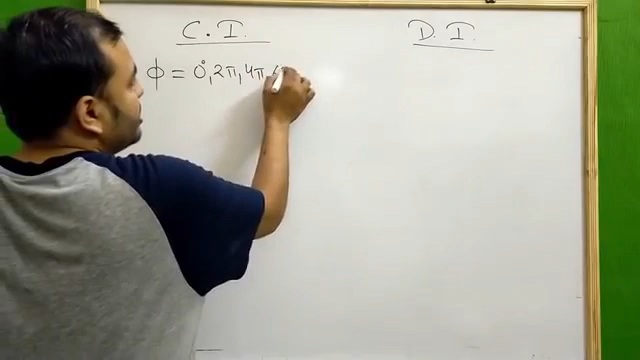 C. I.
D. I.
ϕ = 0°, 2π, 4π,